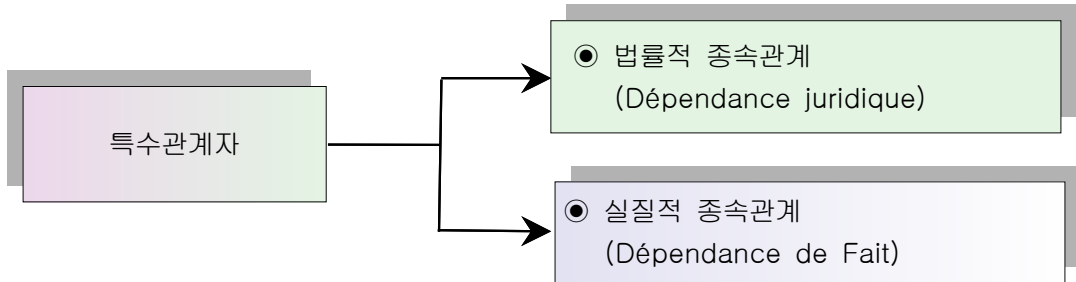 특수관계자
◉ 법률적 종속관계
(Dépendance juridique)
◉ 실질적 종속관계
(Dépendance de Fait)